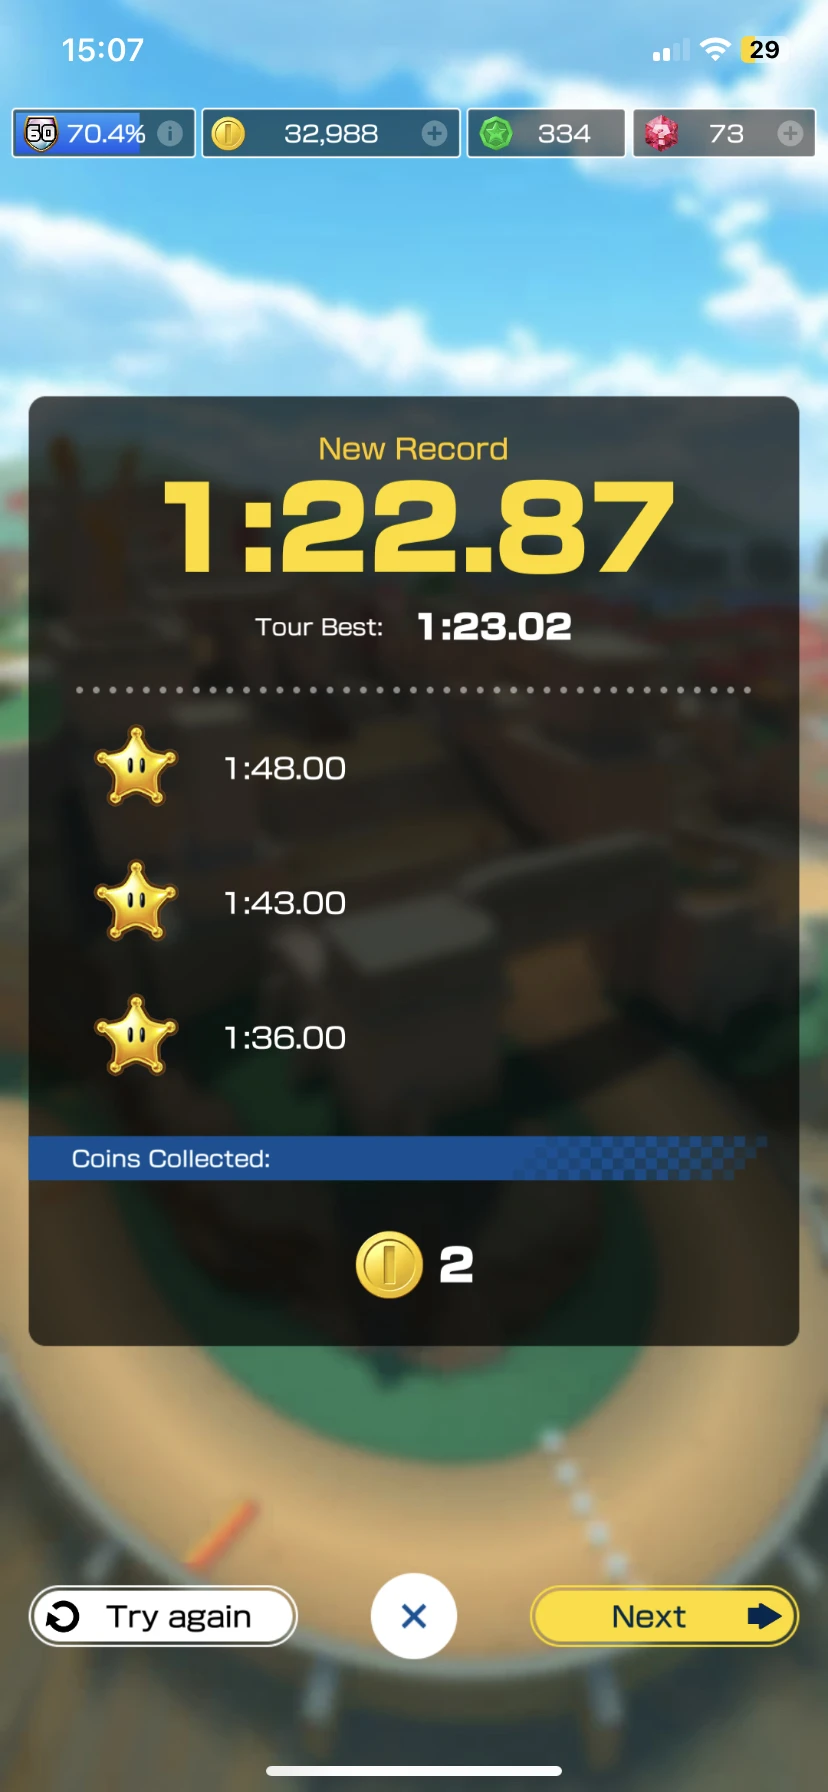 15:07
29
60 70.4% i 32,988 + 334 73 +
New Record
1:22.87
Tour Best: 1:23.02
1:48.00
1:43.00
1:36.00
Coins Collected:
2
Try again
Next